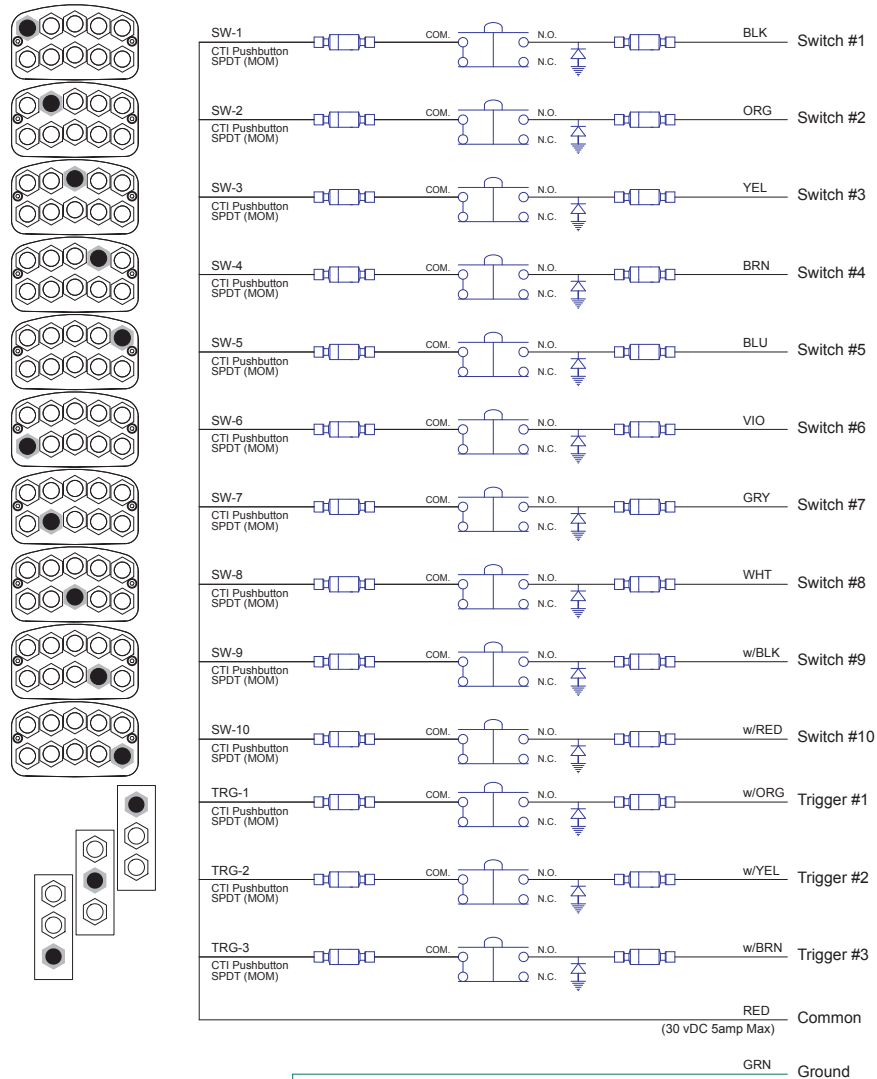 SW-1 COM. N.O. BLK Switch #1
CTI Pushbutton N.C.
SPDT (MOM)
SW-2 COM. N.O. ORG Switch #2
CTI Pushbutton N.C.
SPDT (MOM)
SW-3 COM. N.O. YEL Switch #3
CTI Pushbutton N.C.
SPDT (MOM)
SW-4 COM. N.O. BRN Switch #4
CTI Pushbutton N.C.
SPDT (MOM)
SW-5 COM. N.O. BLU Switch #5
CTI Pushbutton N.C.
SPDT (MOM)
SW-6 COM. N.O. VIO Switch #6
CTI Pushbutton N.C.
SPDT (MOM)
SW-7 COM. N.O. GRY Switch #7
CTI Pushbutton N.C.
SPDT (MOM)
SW-8 COM. N.O. WHT Switch #8
CTI Pushbutton N.C.
SPDT (MOM)
SW-9 COM. N.O. w/BLK Switch #9
CTI Pushbutton N.C.
SPDT (MOM)
SW-10 COM. N.O. w/RED Switch #10
CTI Pushbutton N.C.
SPDT (MOM)
TRG-1 COM. N.O. w/ORG Trigger #1
CTI Pushbutton N.C.
SPDT (MOM)
TRG-2 COM. N.O. w/YEL Trigger #2
CTI Pushbutton N.C.
SPDT (MOM)
TRG-3 COM. N.O. w/BRN Trigger #3
CTI Pushbutton N.C.
SPDT (MOM)
RED Common
(30 vDC 5amp Max)
GRN Ground